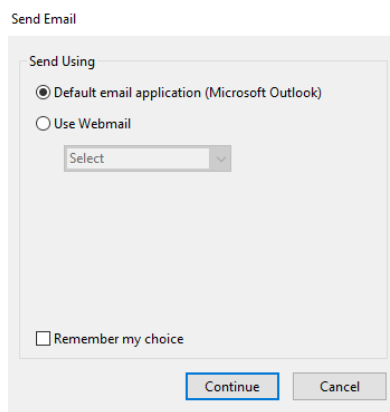 Send Email
Send Using
Default email application (Microsoft Outlook)
Use Webmail
Select
Remember my choice
Continue Cancel